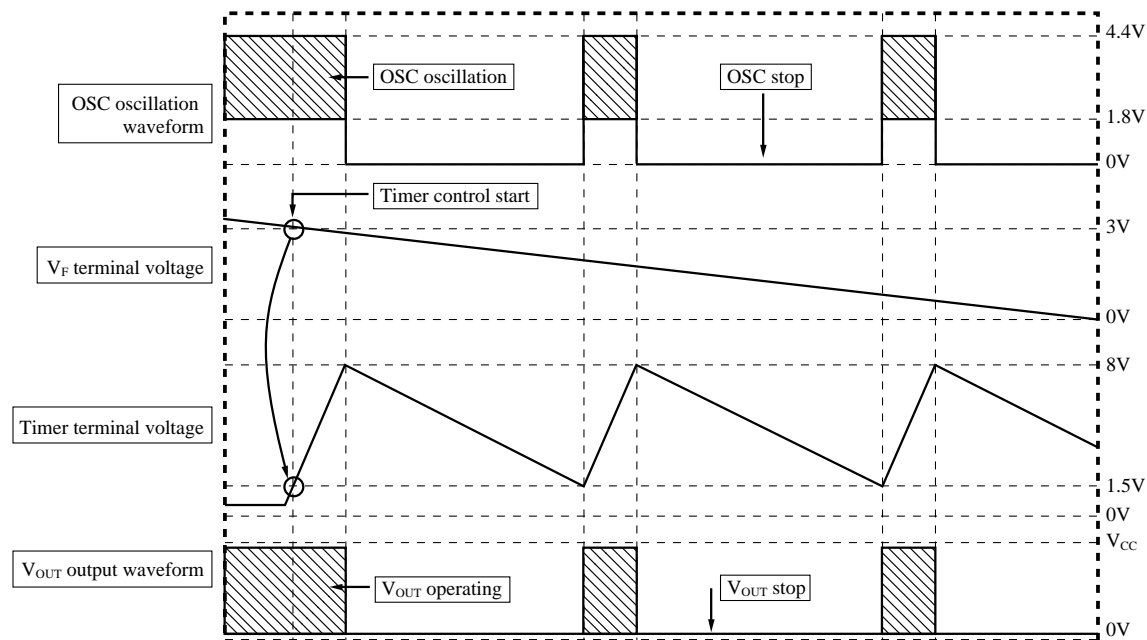 4.4V
OSC oscillation
OSC stop
OSC oscillation
waveform
1.8V
0V
Timer control start
3V
VF terminal voltage
0V
8V
Timer terminal voltage
1.5V
0V
VCC
VOUT output waveform
VOUT operating
VOUT stop
0V